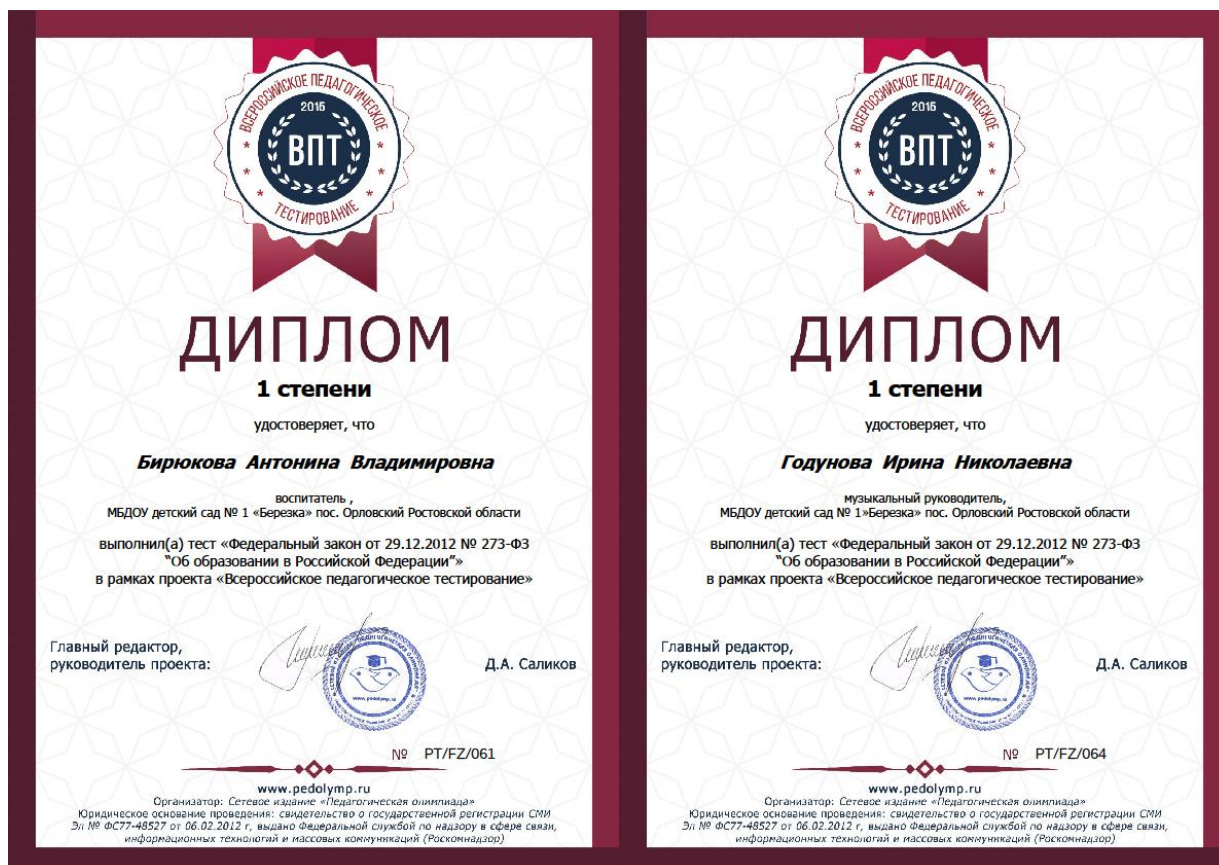 ВСЕРОССИЙСКОЕ ПЕДАГОГИЧЕСКОЕ
2015
ВПТ
ТЕСТИРОВАНИЕ
ДИПЛОМ
1 степени
удостоверяет, что
Бирюкова Антонина Владимировна
воспитатель ,
МБДОУ детский сад № 1 «Березка» пос. Орловский Ростовской области
выполнил(а) тест «Федеральный закон от 29.12.2012 № 273-ФЗ
"Об образовании в Российской Федерации"»
в рамках проекта «Всероссийское педагогическое тестирование»
Главный редактор,
руководитель проекта:
Д.А. Саликов
www.pedolymp.ru
№ PT/FZ/061
www.pedolymp.ru
Организатор: Сетевое издание «Педагогическая олимпиада»
Юридическое основание проведения: свидетельство о государственной регистрации СМИ
Эл № ФС77-48527 от 06.02.2012 г, выдано Федеральной службой по надзору в сфере связи,
информационных технологий и массовых коммуникаций (Роскомнадзор)
ВСЕРОССИЙСКОЕ ПЕДАГОГИЧЕСКОЕ
2015
ВПТ
ТЕСТИРОВАНИЕ
ДИПЛОМ
1 степени
удостоверяет, что
Годунова Ирина Николаевна
музыкальный руководитель,
МБДОУ детский сад № 1»Березка» пос. Орловский Ростовской области
выполнил(а) тест «Федеральный закон от 29.12.2012 № 273-ФЗ
"Об образовании в Российской Федерации"»
в рамках проекта «Всероссийское педагогическое тестирование»
Главный редактор,
руководитель проекта:
Д.А. Саликов
www.pedolymp.ru
№ PT/FZ/064
www.pedolymp.ru
Организатор: Сетевое издание «Педагогическая олимпиада»
Юридическое основание проведения: свидетельство о государственной регистрации СМИ
Эл № ФС77-48527 от 06.02.2012 г, выдано Федеральной службой по надзору в сфере связи,
информационных технологий и массовых коммуникаций (Роскомнадзор)